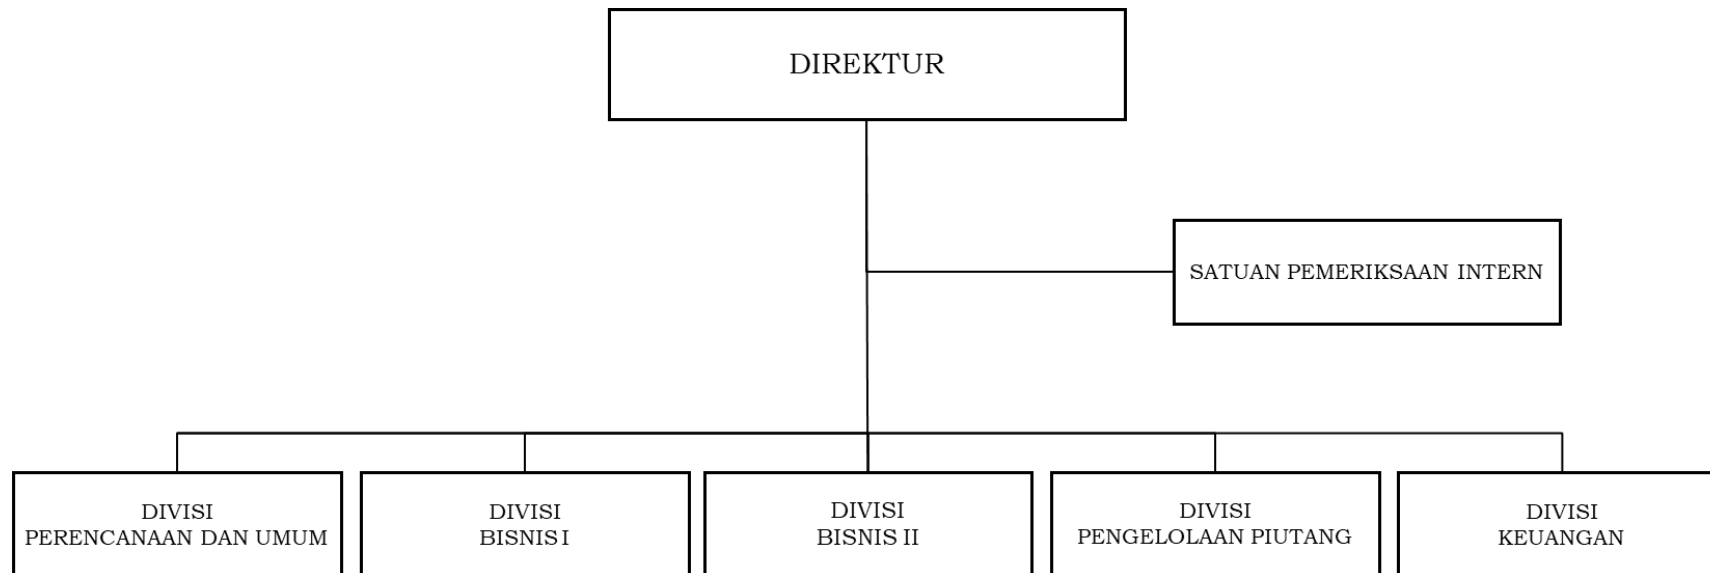 DIREKTUR
SATUAN PEMERIKSAAN INTERN
DIVISI
PERENCANAAN DAN UMUM
DIVISI
BISNIS I
DIVISI
BISNIS II
DIVISI
PENGELOLAAN PIUTANG
DIVISI
KEUANGAN